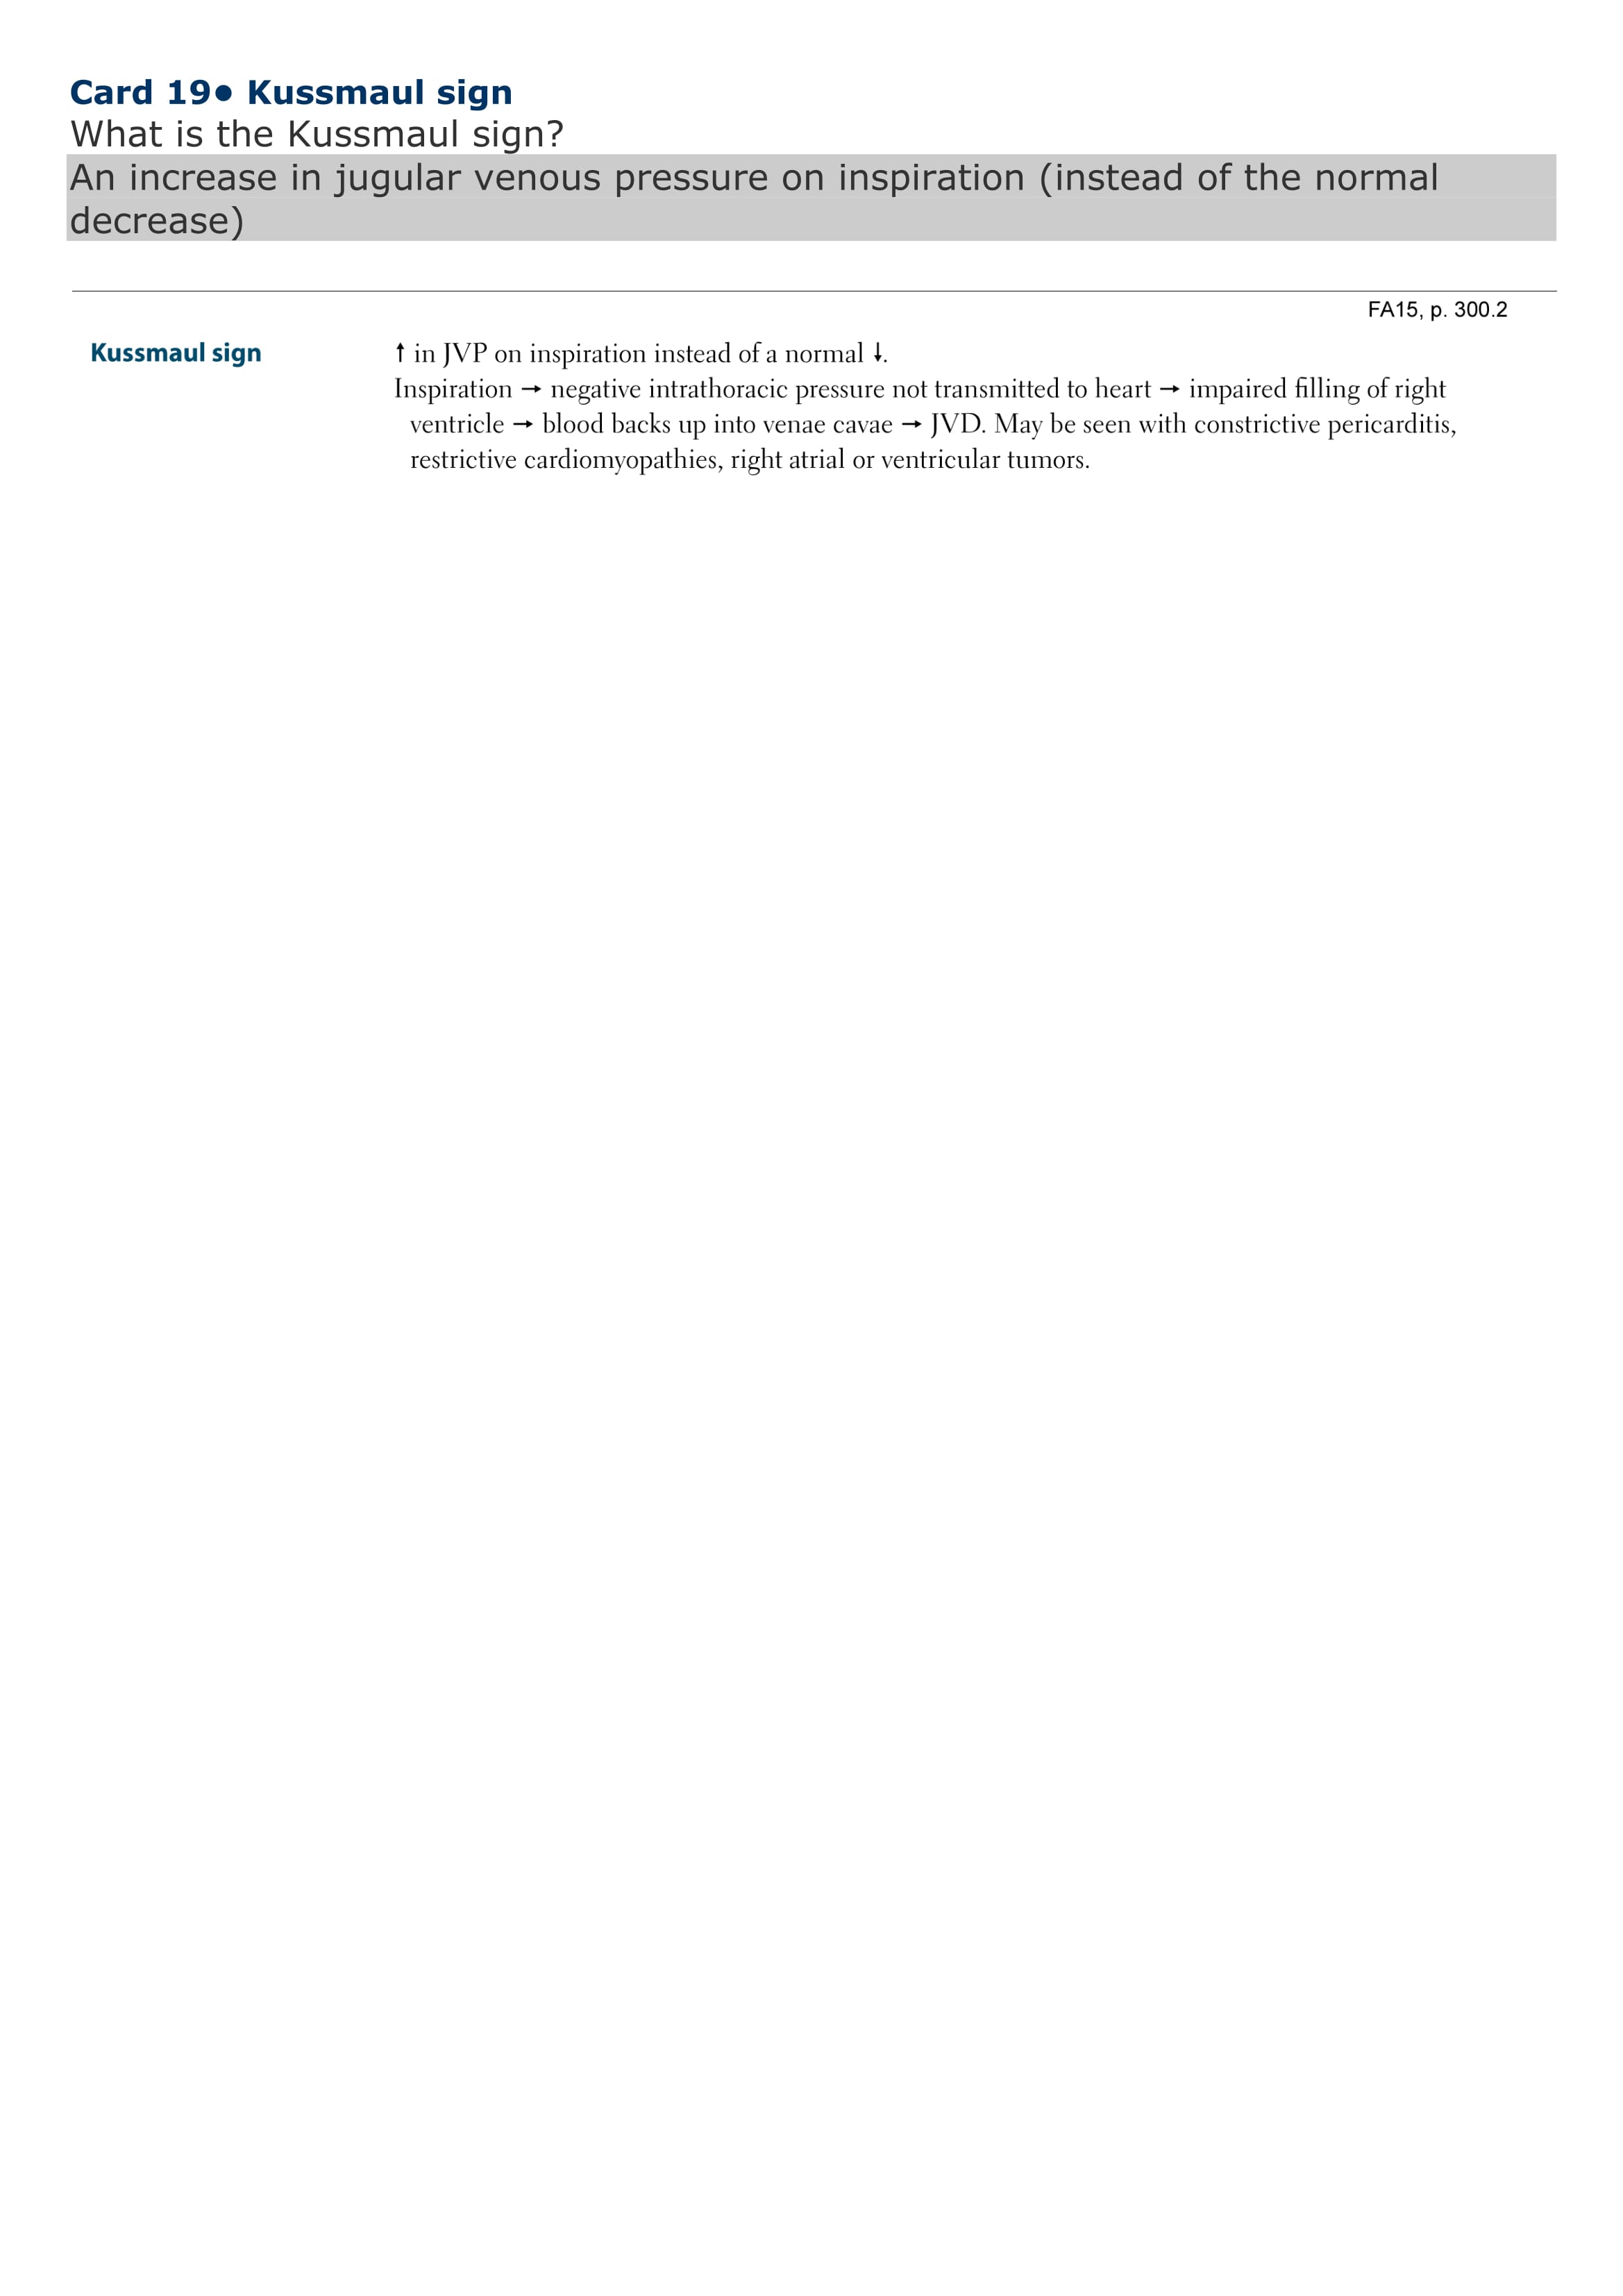 Card 19● Kussmaul sign
What is the Kussmaul sign?
An increase in jugular venous pressure on inspiration (instead of the normal
decrease)
FA15, p. 300.2
Kussmaul sign
↑ in JVP on inspiration instead of a normal ↓.
Inspiration → negative intrathoracic pressure not transmitted to heart → impaired filling of right
ventricle → blood backs up into venae cavae → JVD. May be seen with constrictive pericarditis,
restrictive cardiomyopathies, right atrial or ventricular tumors.